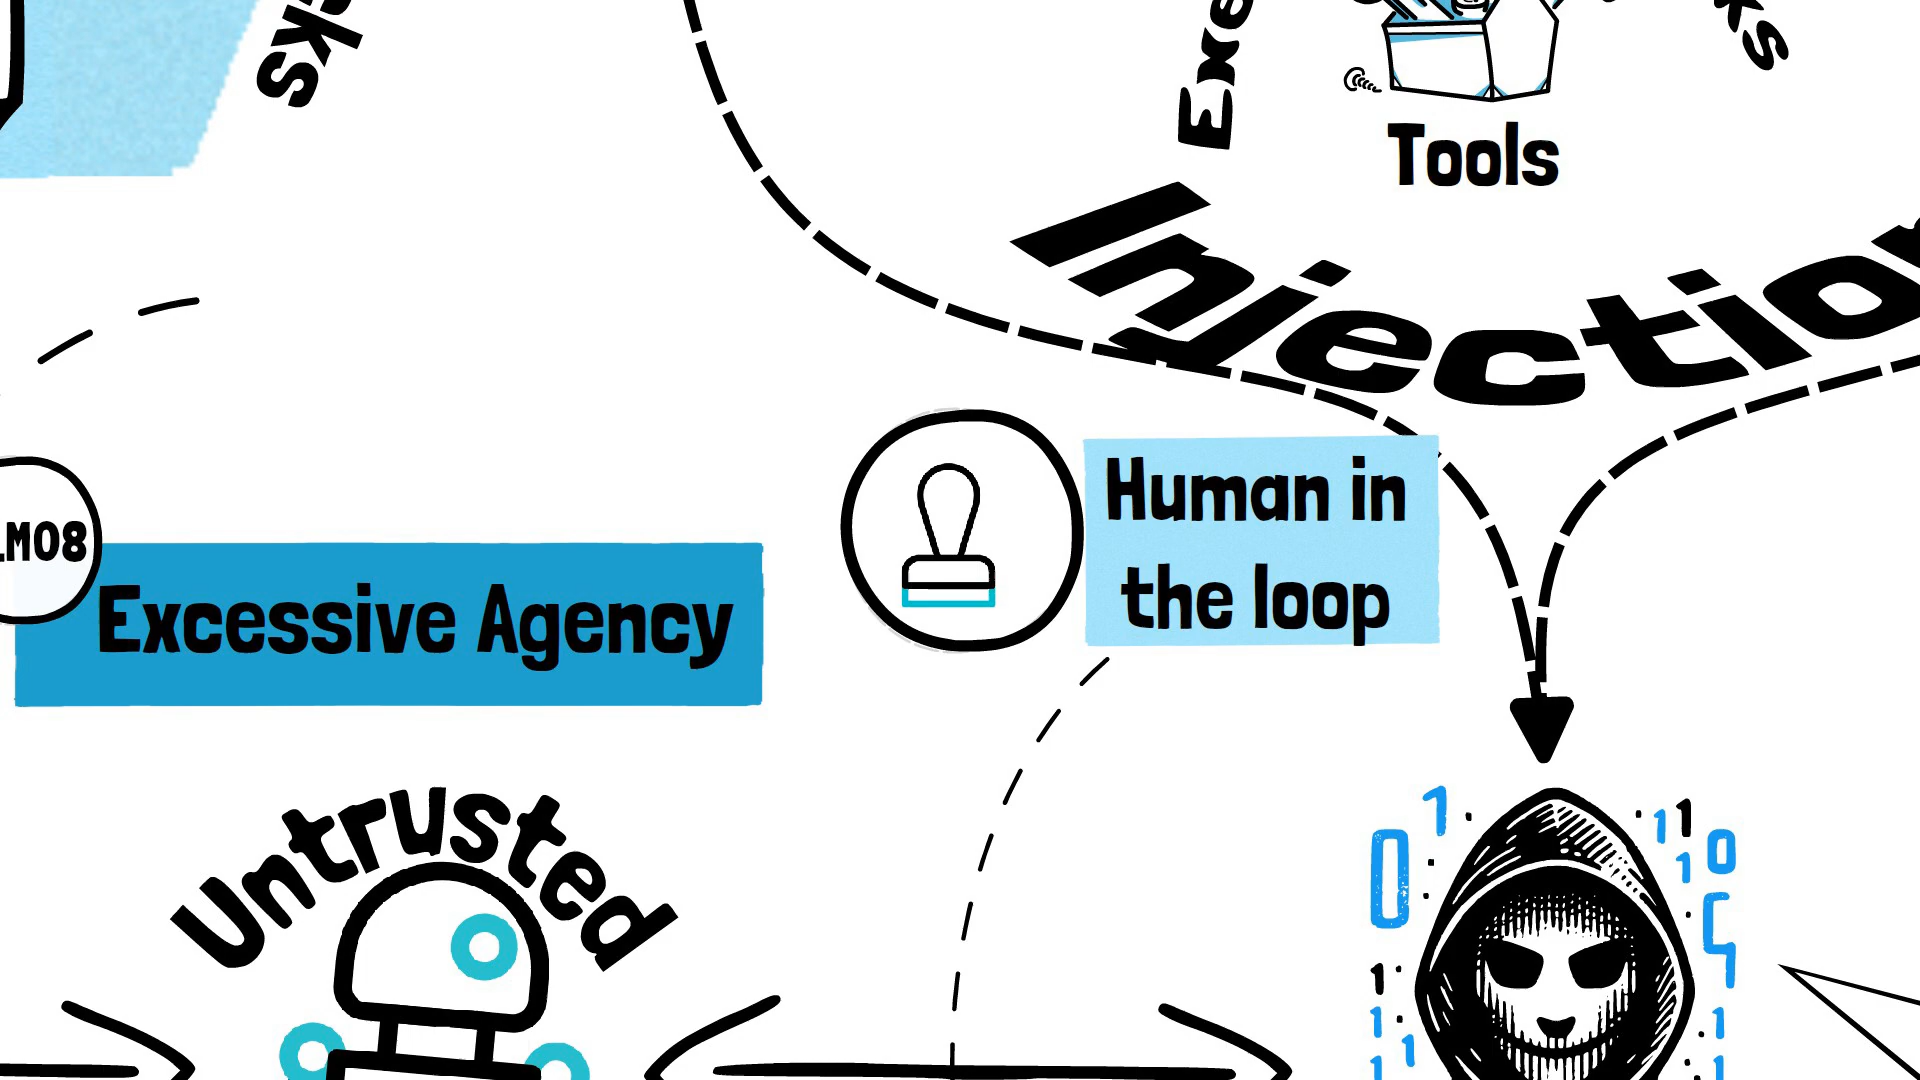 Tools
Injection
Human in
the loop
Excessive Agency
Untrusted